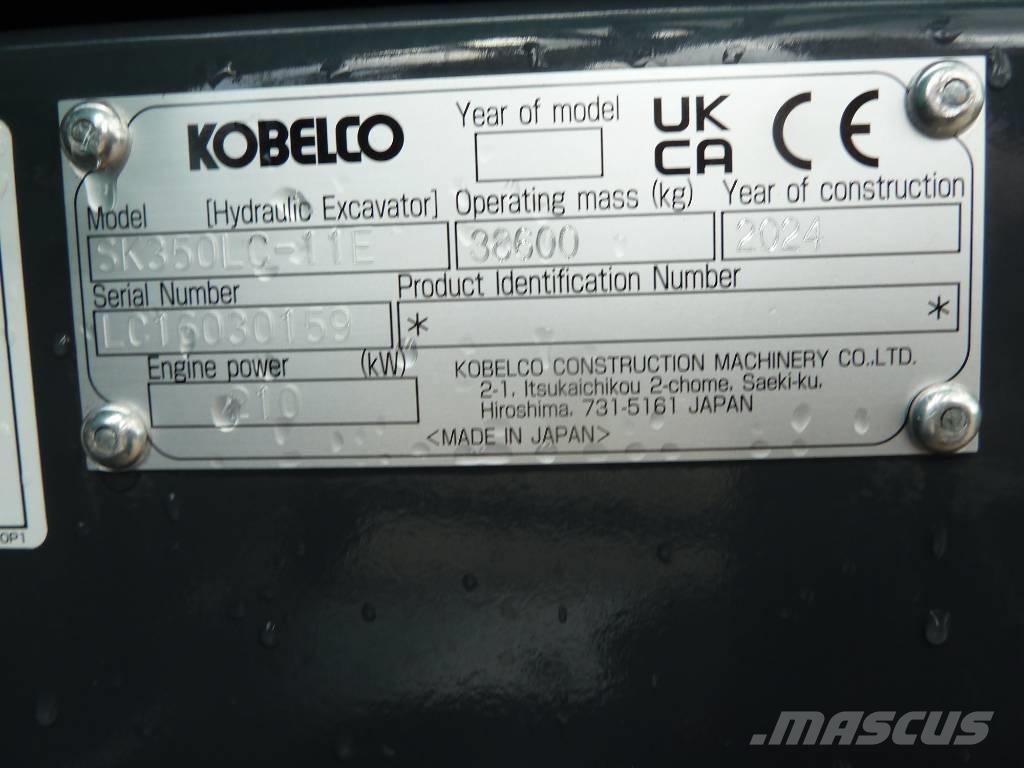 KOBELCO
Year of model
UK
CA
CE
Model [Hydraulic Excavator]
SK350LC-11E
Operating mass (kg)
38600
Year of construction
2024
Serial Number
LC16030159
Product Identification Number
* *
Engine power (kW)
210
KOBELCO CONSTRUCTION MACHINERY CO.,LTD.
2-1, Itsukaichikou 2-chome, Saeki-ku,
Hiroshima, 731-5161 JAPAN
<MADE IN JAPAN>
OP1
.MASCUS